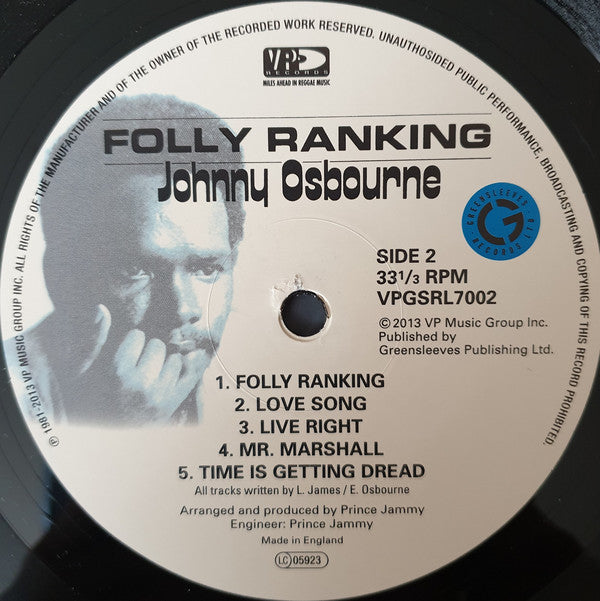 VP
RECORDS
MILES AHEAD IN REGGAE MUSIC
FOLLY RANKING
Johnny Osbourne
GREENSLEEVES
RECORDS LTD
SIDE 2
33 1/3 RPM
VPGSRL7002
© 2013 VP Music Group Inc.
Published by
Greensleeves Publishing Ltd.
1. FOLLY RANKING
2. LOVE SONG
3. LIVE RIGHT
4. MR. MARSHALL
5. TIME IS GETTING DREAD
All tracks written by L. James / E. Osbourne
Arranged and produced by Prince Jammy
Engineer: Prince Jammy
Made in England
LC 05923
℗ 1981-2013 VP MUSIC GROUP INC. ALL RIGHTS OF THE MANUFACTURER AND OF THE OWNER OF THE RECORDED WORK RESERVED. UNAUTHOSIDED PUBLIC PERFORMANCE, BROADCASTING AND COPYING OF THIS RECORD PROHIBITED.